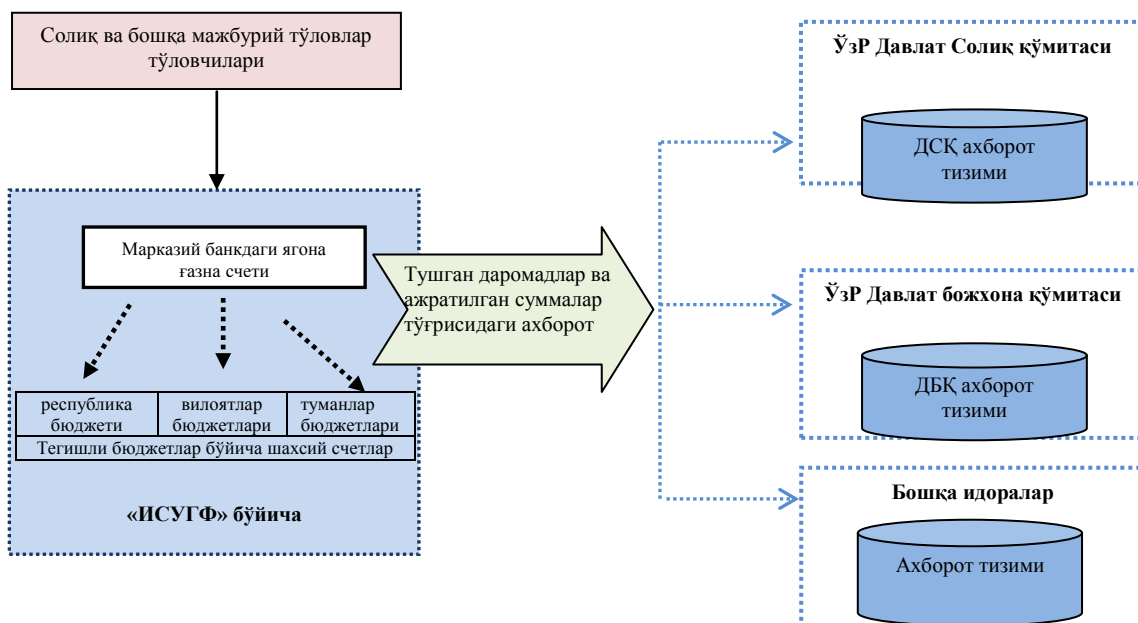 Солиқ ва бошқа мажбурий тўловлар
тўловчилари
Марказий банкдаги ягона
ғазна счети
республика
бюджети
вилоятлар
бюджетлари
туманлар
бюджетлари
Тегишли бюджетлар бўйича шахсий счетлар
«ИСУГФ» бўйича
Тушган даромадлар ва
ажратилган суммалар
тўғрисидаги ахборот
ЎзР Давлат Солиқ қўмитаси
ДСҚ ахборот
тизими
ЎзР Давлат божхона қўмитаси
ДБҚ ахборот
тизими
Бошқа идоралар
Ахборот тизими